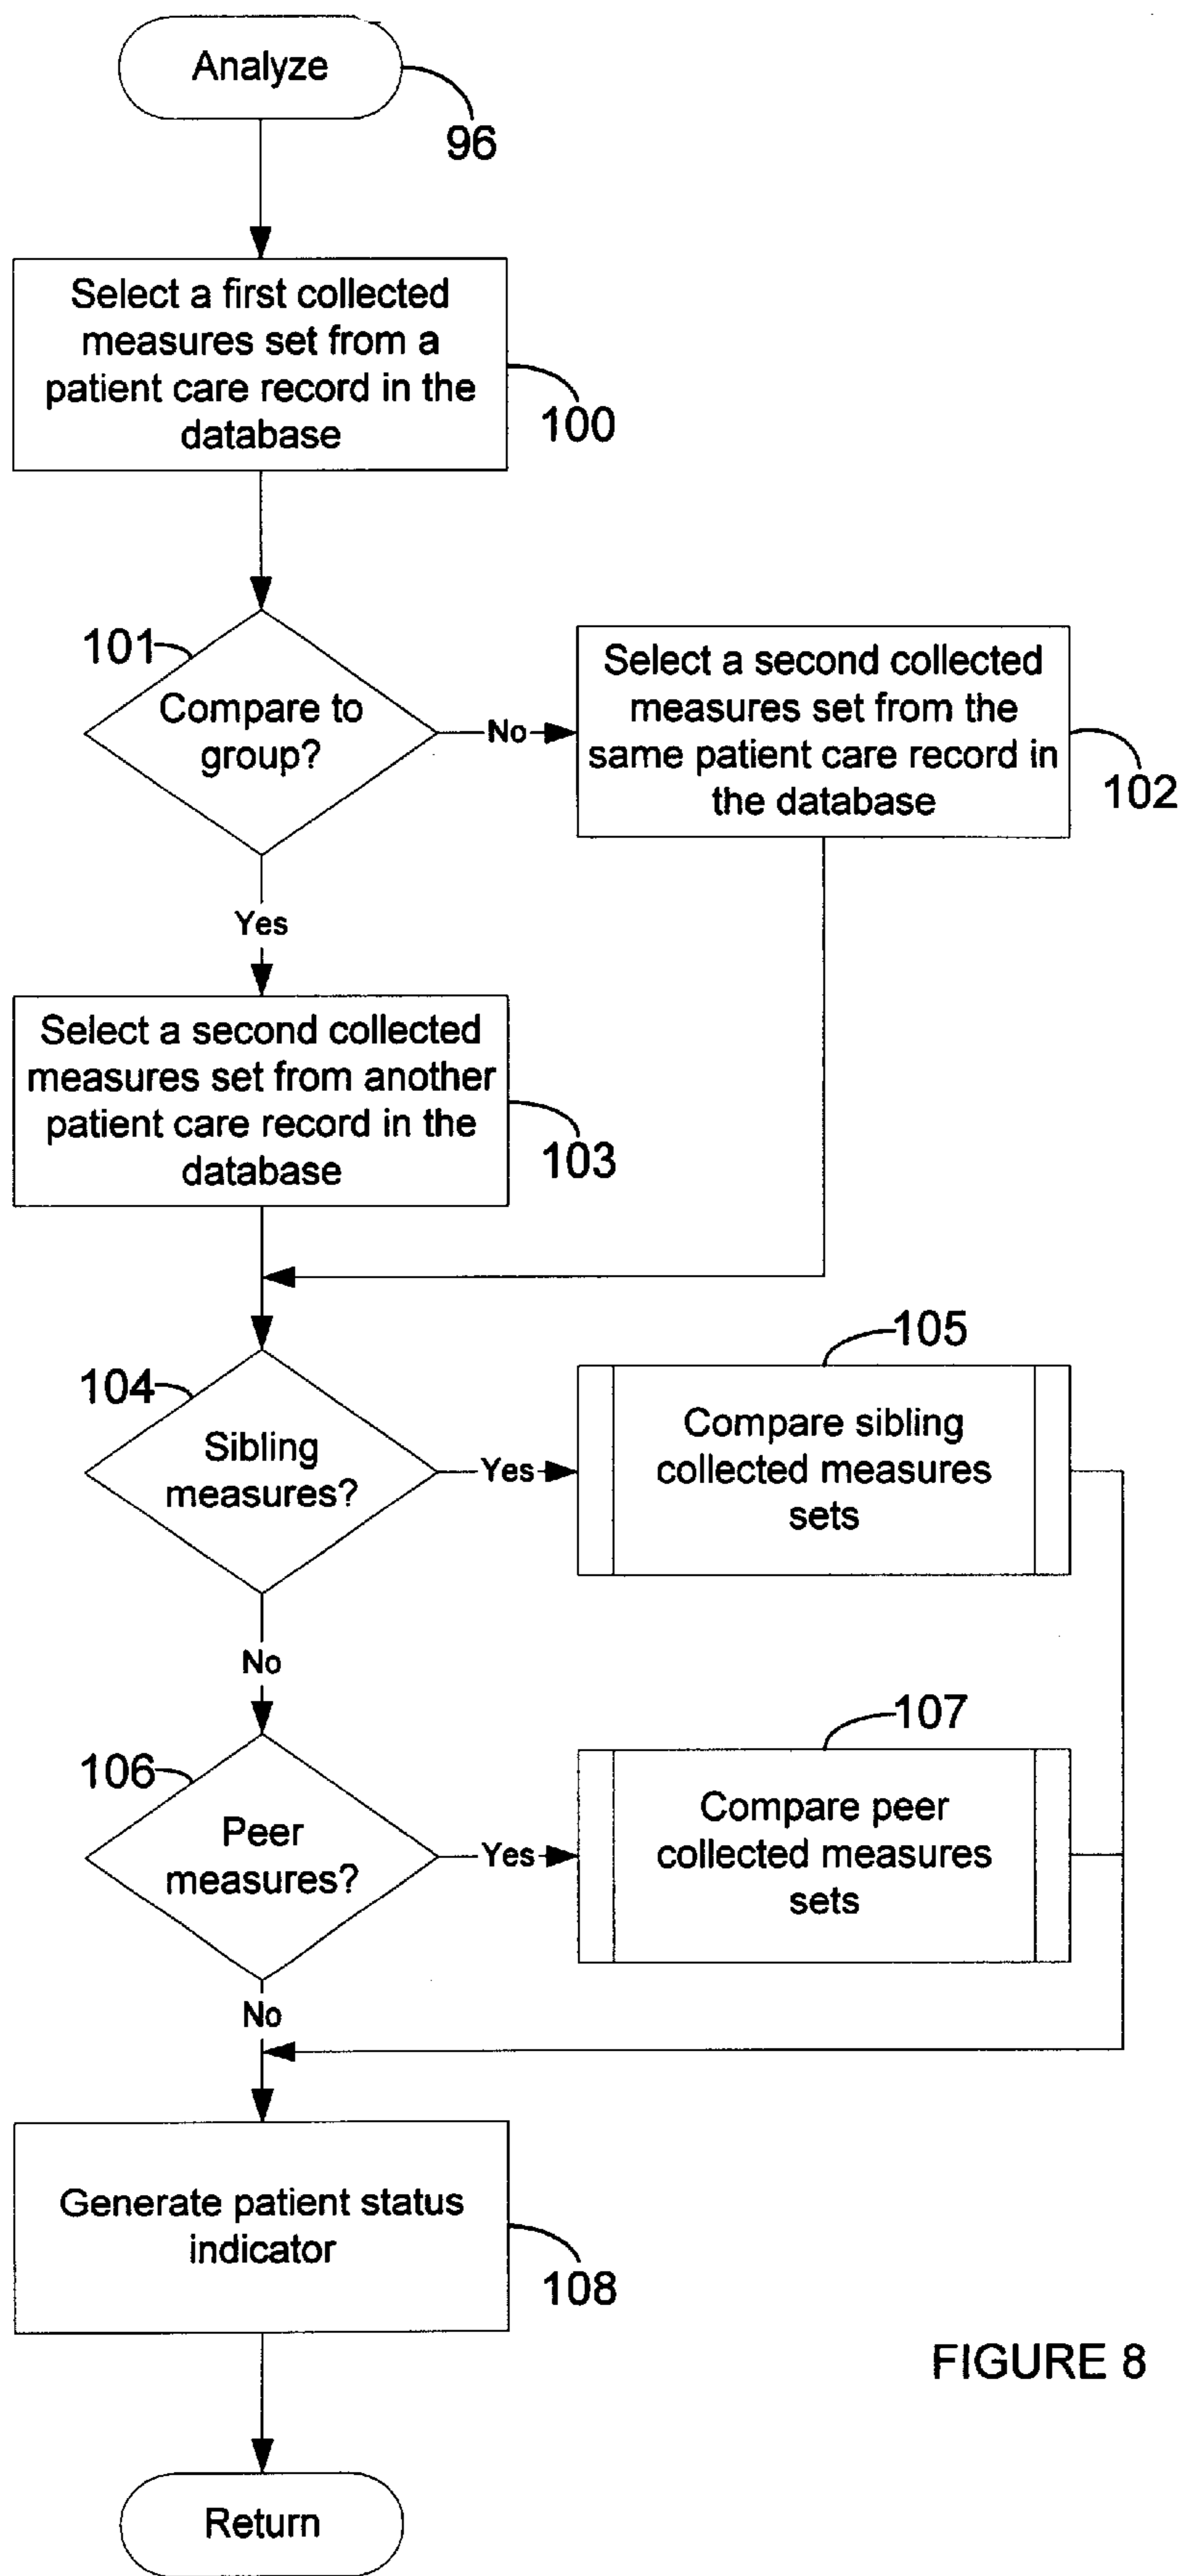 Analyze
96
Select a first collected
measures set from a
patient care record in the
database
100
101
Compare to
group?
No
Select a second collected
measures set from the
same patient care record in
the database
102
Yes
Select a second collected
measures set from another
patient care record in the
database
103
104
Sibling
measures?
Yes
105
Compare sibling
collected measures
sets
No
106
Peer
measures?
Yes
107
Compare peer
collected measures
sets
No
Generate patient status
indicator
108
FIGURE 8
Return